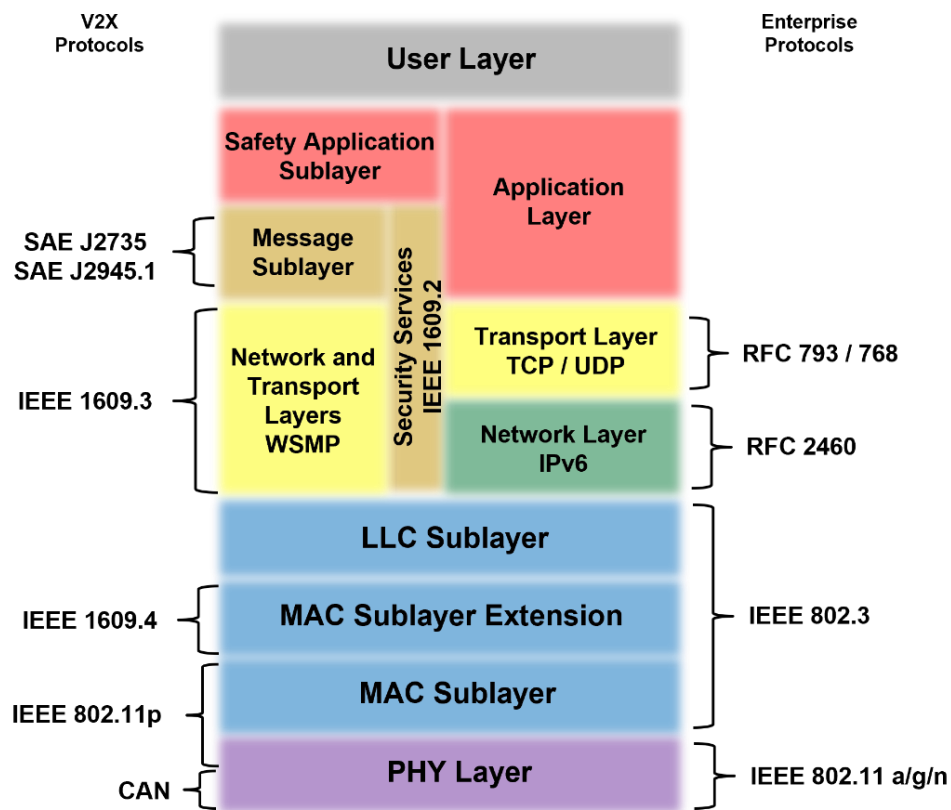 V2X
Protocols
Enterprise
Protocols
User Layer
Safety Application
Sublayer
Application
Layer
SAE J2735
SAE J2945.1
Message
Sublayer
Security Services
IEEE 1609.2
IEEE 1609.3
Network and
Transport
Layers
WSMP
Transport Layer
TCP / UDP
RFC 793 / 768
Network Layer
IPv6
RFC 2460
LLC Sublayer
IEEE 1609.4
MAC Sublayer Extension
IEEE 802.3
MAC Sublayer
IEEE 802.11p
PHY Layer
CAN
IEEE 802.11 a/g/n